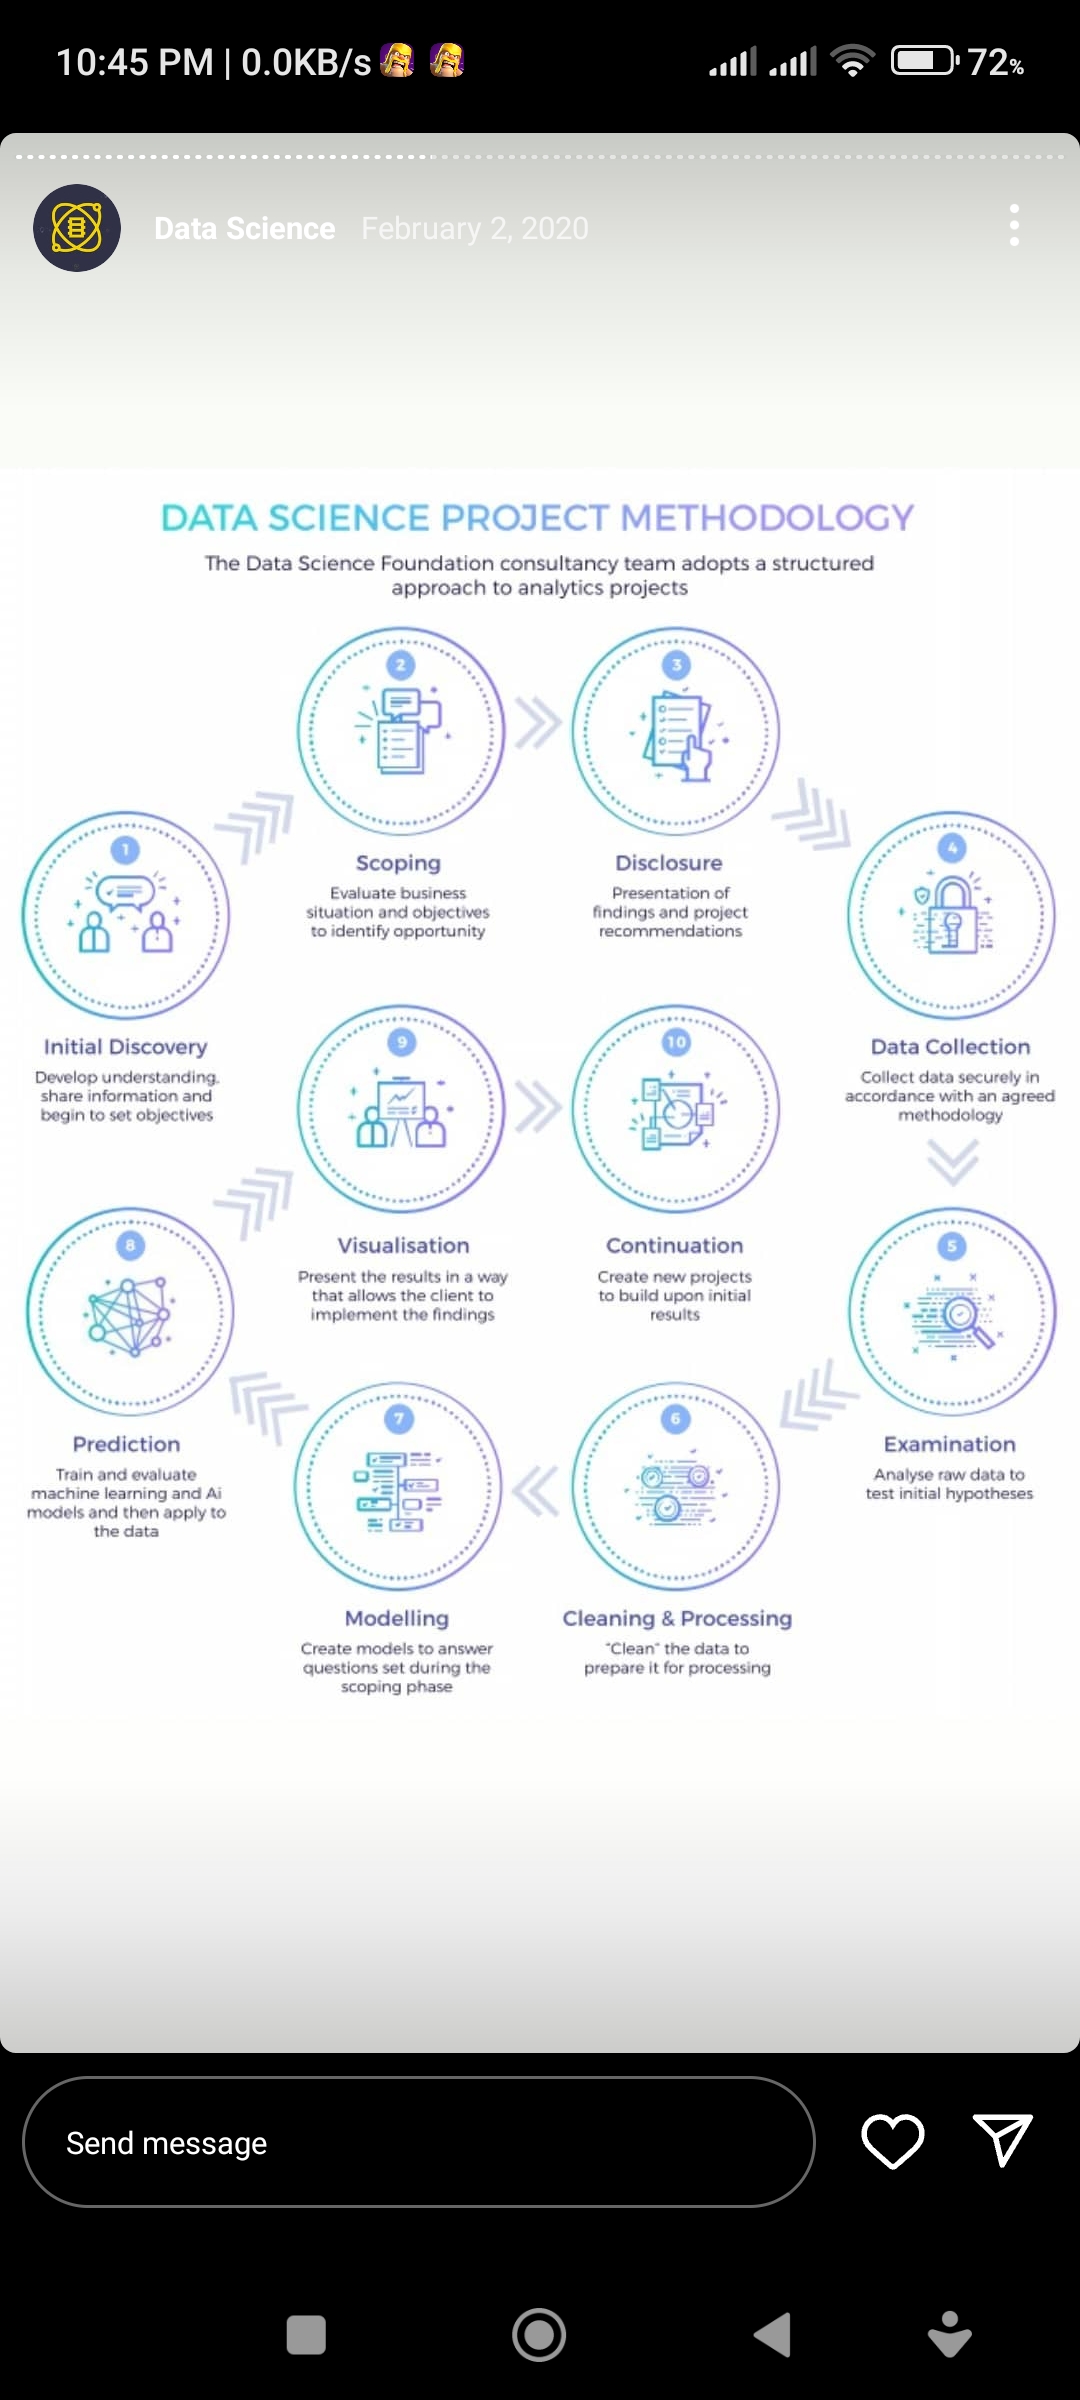 10:45 PM | 0.0KB/s
72%
Data Science February 2, 2020
DATA SCIENCE PROJECT METHODOLOGY
The Data Science Foundation consultancy team adopts a structured
approach to analytics projects
1
Initial Discovery
Develop understanding,
share information and
begin to set objectives
2
Scoping
Evaluate business
situation and objectives
to identify opportunity
3
Disclosure
Presentation of
findings and project
recommendations
4
Data Collection
Collect data securely in
accordance with an agreed
methodology
5
Examination
Analyse raw data to
test initial hypotheses
6
Cleaning & Processing
"Clean" the data to
prepare it for processing
7
Modelling
Create models to answer
questions set during the
scoping phase
8
Prediction
Train and evaluate
machine learning and Ai
models and then apply to
the data
9
Visualisation
Present the results in a way
that allows the client to
implement the findings
10
Continuation
Create new projects
to build upon initial
results
Send message